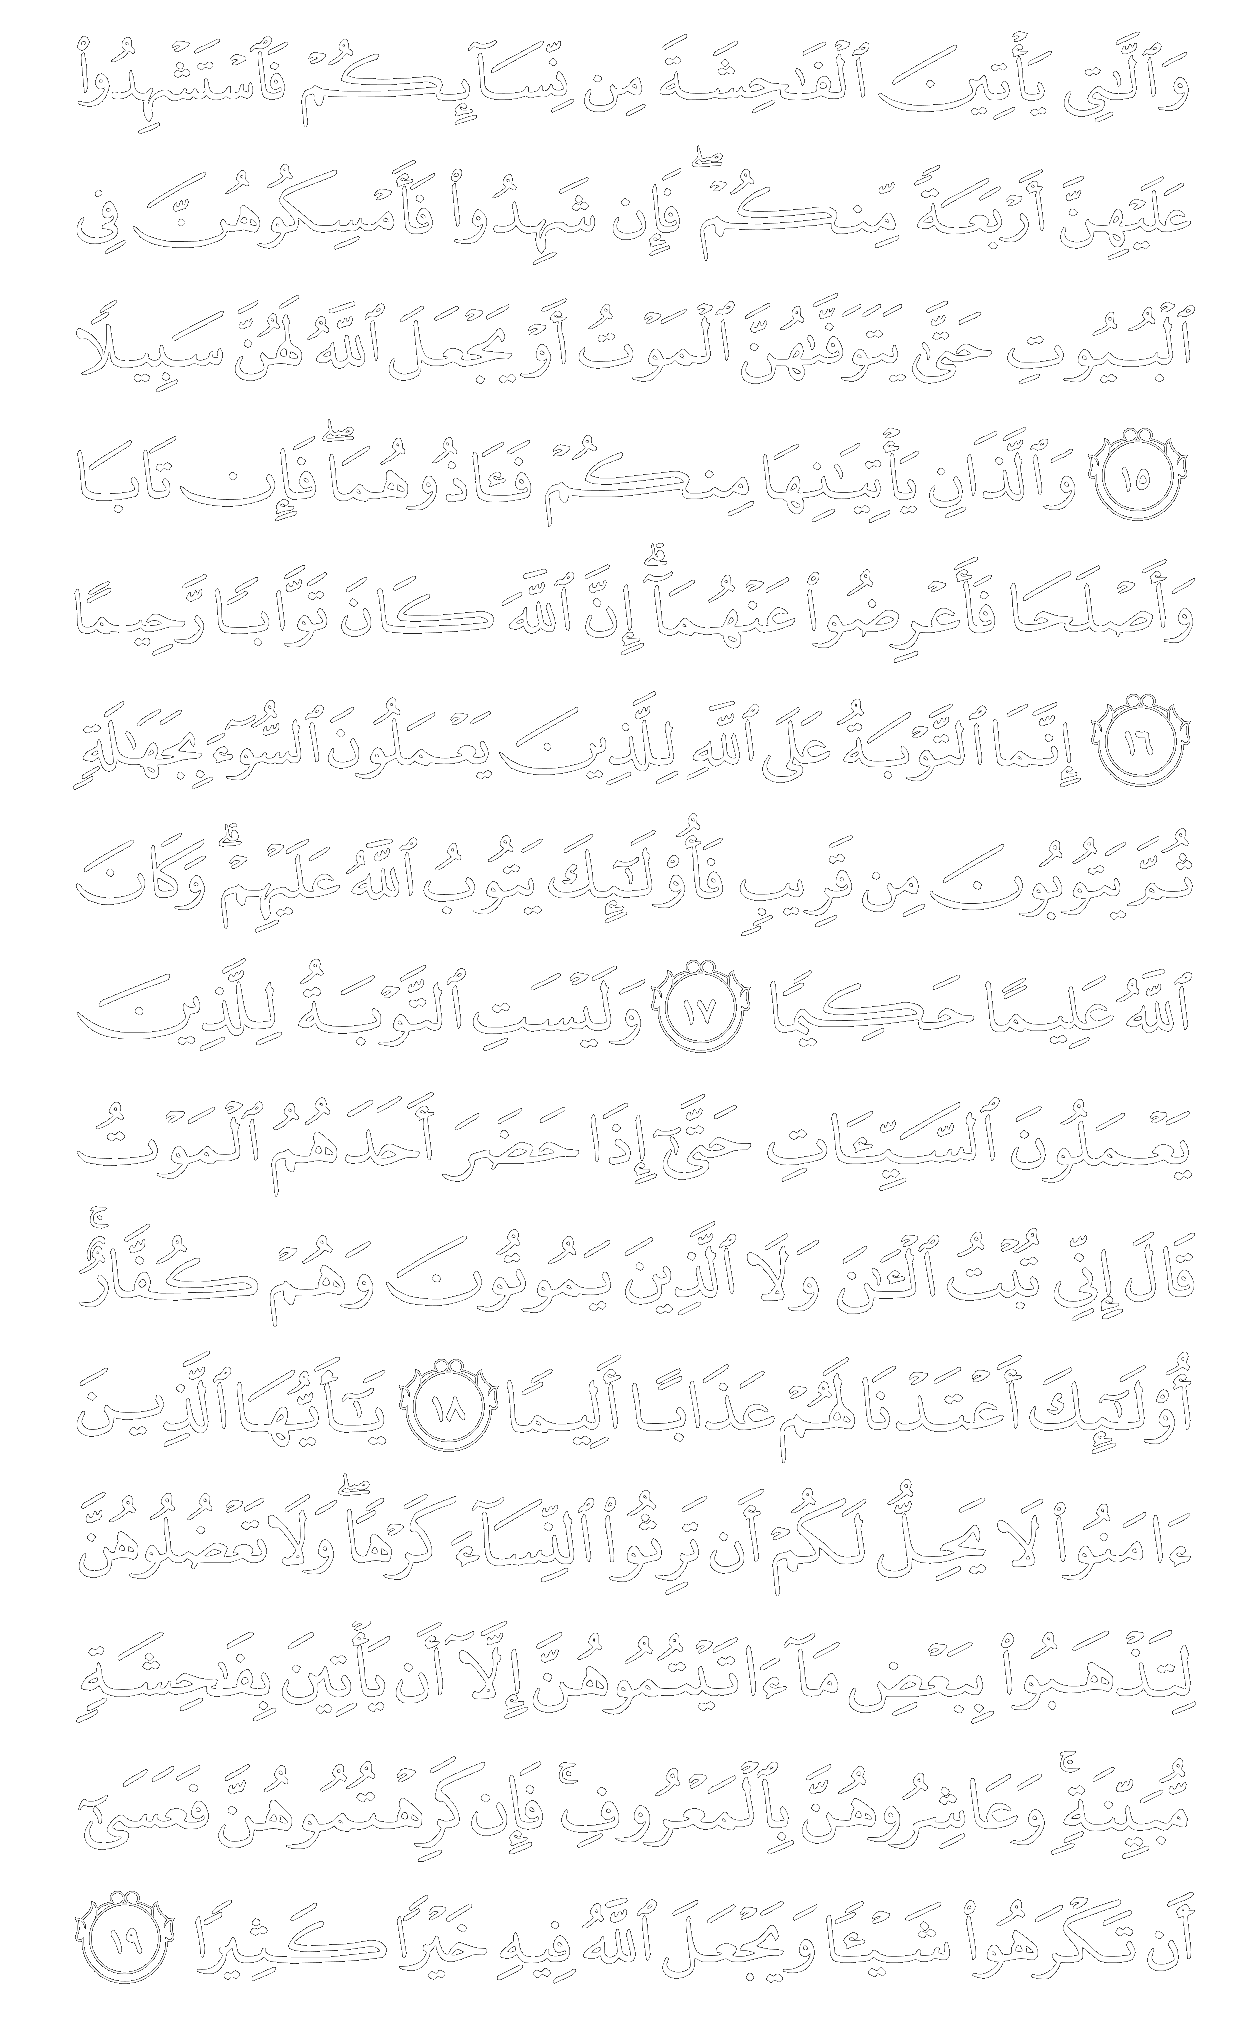 وَٱلَّٰتِى يَأْتِينَ ٱلْفَٰحِشَةَ مِن نِّسَآئِكُمْ فَٱسْتَشْهِدُوا۟
عَلَيْهِنَّ أَرْبَعَةً مِّنكُمْ ۖ فَإِن شَهِدُوا۟ فَأَمْسِكُوهُنَّ فِى
ٱلْبُيُوتِ حَتَّىٰ يَتَوَفَّىٰهُنَّ ٱلْمَوْتُ أَوْ يَجْعَلَ ٱللَّهُ لَهُنَّ سَبِيلًا
١٥ وَٱلَّذَانِ يَأْتِيَٰنِهَا مِنكُمْ فَـَٔاذُوهُمَا ۖ فَإِن تَابَا
وَأَصْلَحَا فَأَعْرِضُوا۟ عَنْهُمَآ ۗ إِنَّ ٱللَّهَ كَانَ تَوَّابًا رَّحِيمًا
١٦ إِنَّمَا ٱلتَّوْبَةُ عَلَى ٱللَّهِ لِلَّذِينَ يَعْمَلُونَ ٱلسُّوٓءَ بِجَهَٰلَةٍ
ثُمَّ يَتُوبُونَ مِن قَرِيبٍ فَأُو۟لَٰٓئِكَ يَتُوبُ ٱللَّهُ عَلَيْهِمْ ۗ وَكَانَ
ٱللَّهُ عَلِيمًا حَكِيمًا ١٧ وَلَيْسَتِ ٱلتَّوْبَةُ لِلَّذِينَ
يَعْمَلُونَ ٱلسَّيِّـَٔاتِ حَتَّىٰٓ إِذَا حَضَرَ أَحَدَهُمُ ٱلْمَوْتُ
قَالَ إِنِّى تُبْتُ ٱلْـَٰٔنَ وَلَا ٱلَّذِينَ يَمُوتُونَ وَهُمْ كُفَّارٌ ۚ
أُو۟لَٰٓئِكَ أَعْتَدْنَا لَهُمْ عَذَابًا أَلِيمًا ١٨ يَٰٓأَيُّهَا ٱلَّذِينَ
ءَامَنُوا۟ لَا يَحِلُّ لَكُمْ أَن تَرِثُوا۟ ٱلنِّسَآءَ كَرْهًا ۖ وَلَا تَعْضُلُوهُنَّ
لِتَذْهَبُوا۟ بِبَعْضِ مَآ ءَاتَيْتُمُوهُنَّ إِلَّآ أَن يَأْتِينَ بِفَٰحِشَةٍ
مُّبَيِّنَةٍ ۚ وَعَاشِرُوهُنَّ بِٱلْمَعْرُوفِ ۚ فَإِن كَرِهْتُمُوهُنَّ فَعَسَىٰٓ
أَن تَكْرَهُوا۟ شَيْـًٔا وَيَجْعَلَ ٱللَّهُ فِيهِ خَيْرًا كَثِيرًا ١٩